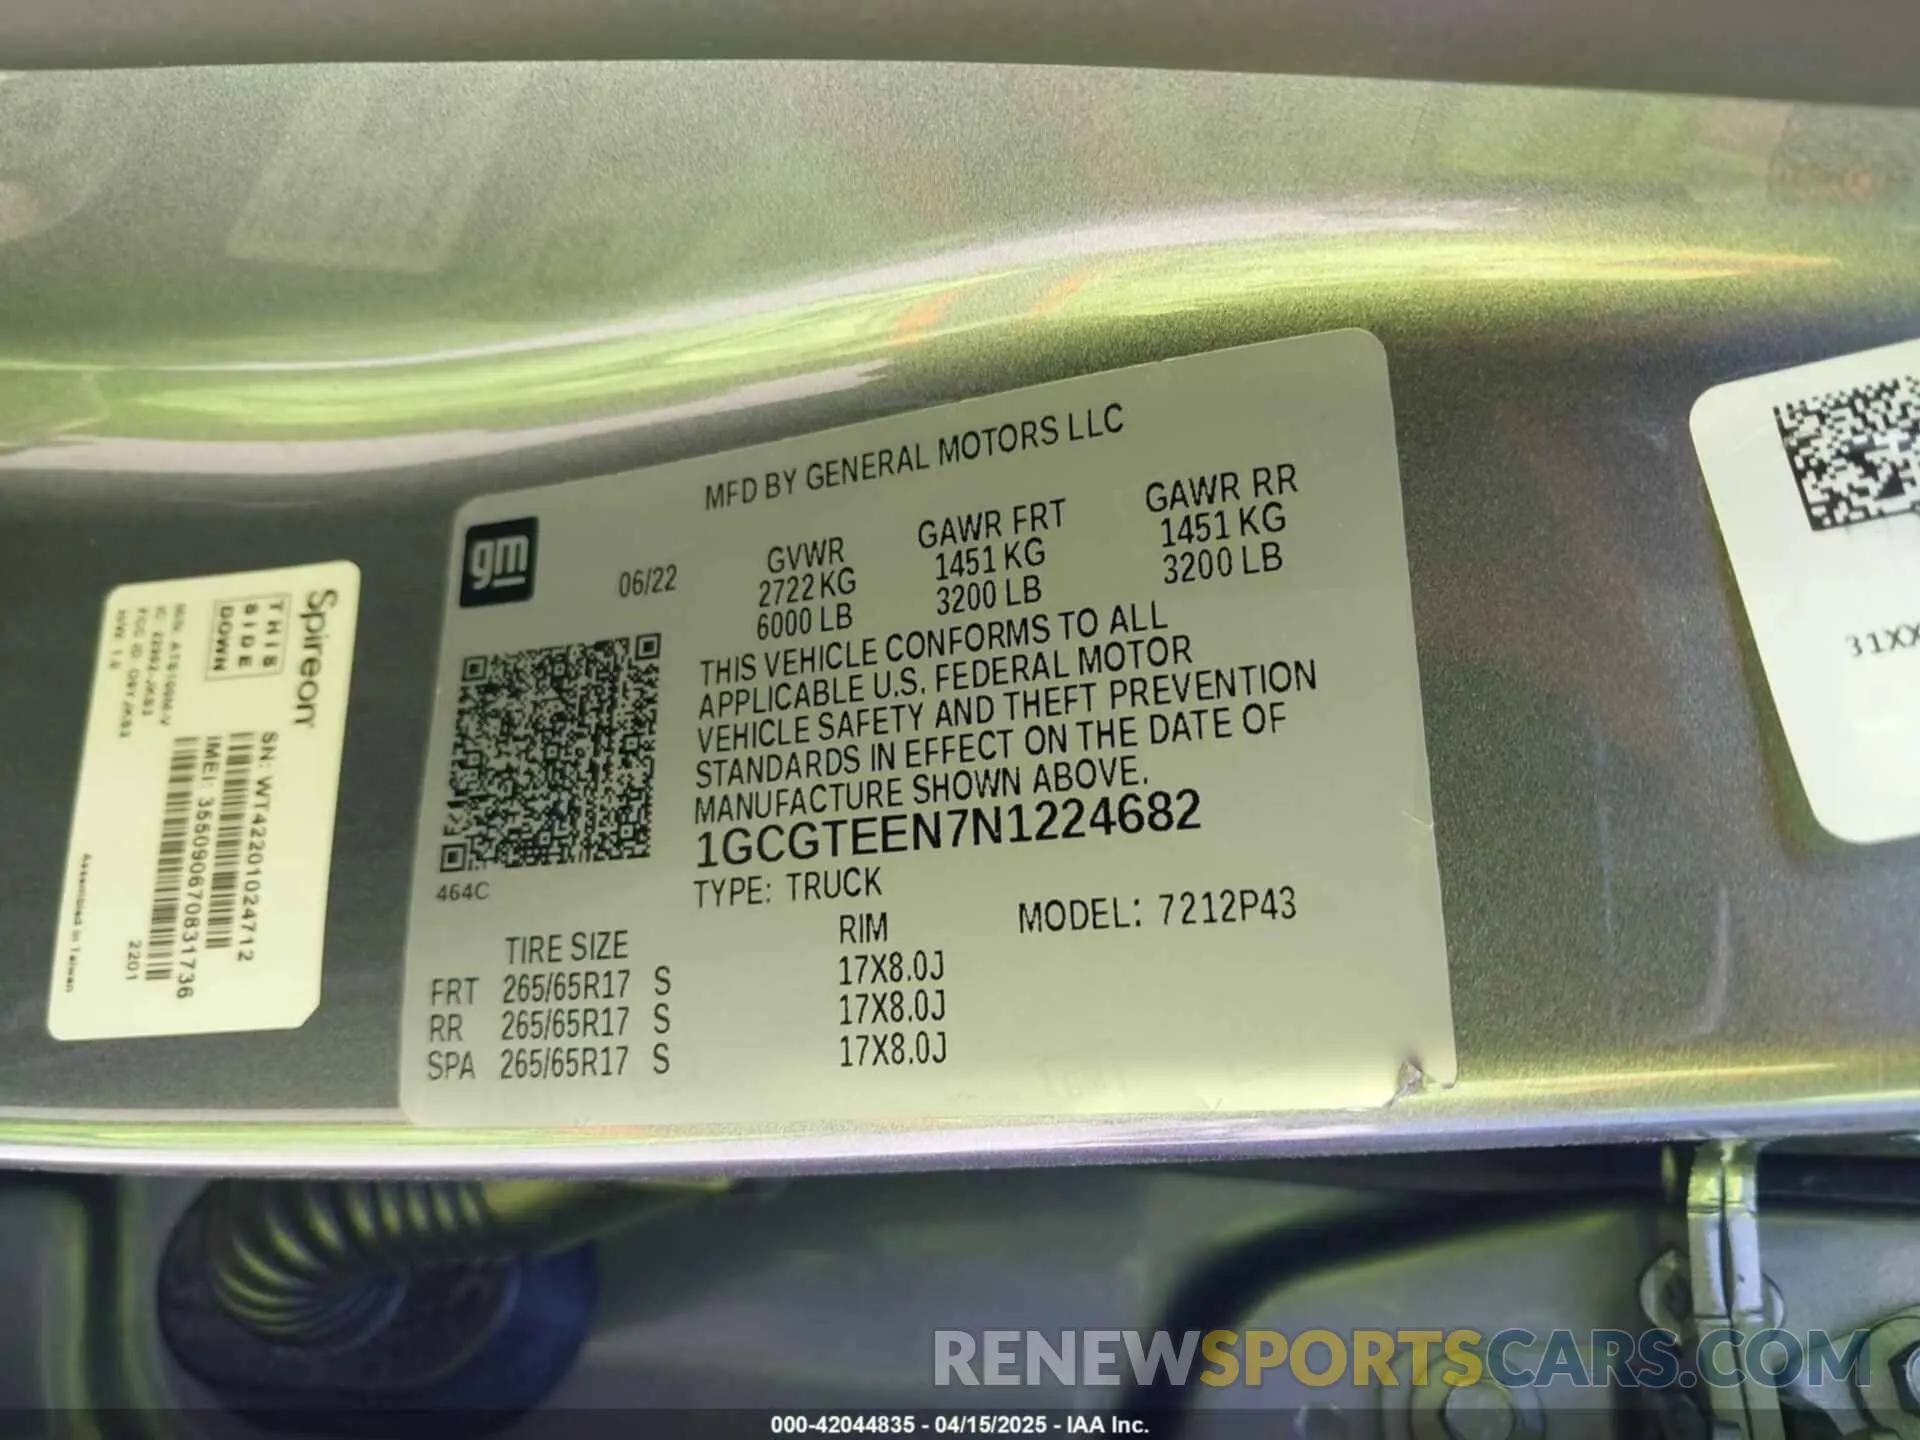 MFD BY GENERAL MOTORS LLC
gm
06/22
GVWR
2722 KG
6000 LB
GAWR FRT
1451 KG
3200 LB
GAWR RR
1451 KG
3200 LB
THIS VEHICLE CONFORMS TO ALL
APPLICABLE U.S. FEDERAL MOTOR
VEHICLE SAFETY AND THEFT PREVENTION
STANDARDS IN EFFECT ON THE DATE OF
MANUFACTURE SHOWN ABOVE.
1GCGTEEN7N1224682
464C
TYPE: TRUCK
TIRE SIZE RIM MODEL: 7212P43
FRT 265/65R17 S 17X8.0J
RR 265/65R17 S 17X8.0J
SPA 265/65R17 S 17X8.0J
Spireon
THIS
SIDE
DOWN
SN: WT42201024712
IMEI: 355090670831736
2201
Assembled in Taiwan
31XX
RENEWSPORTSCARS.COM
000-42044835 - 04/15/2025 - IAA Inc.